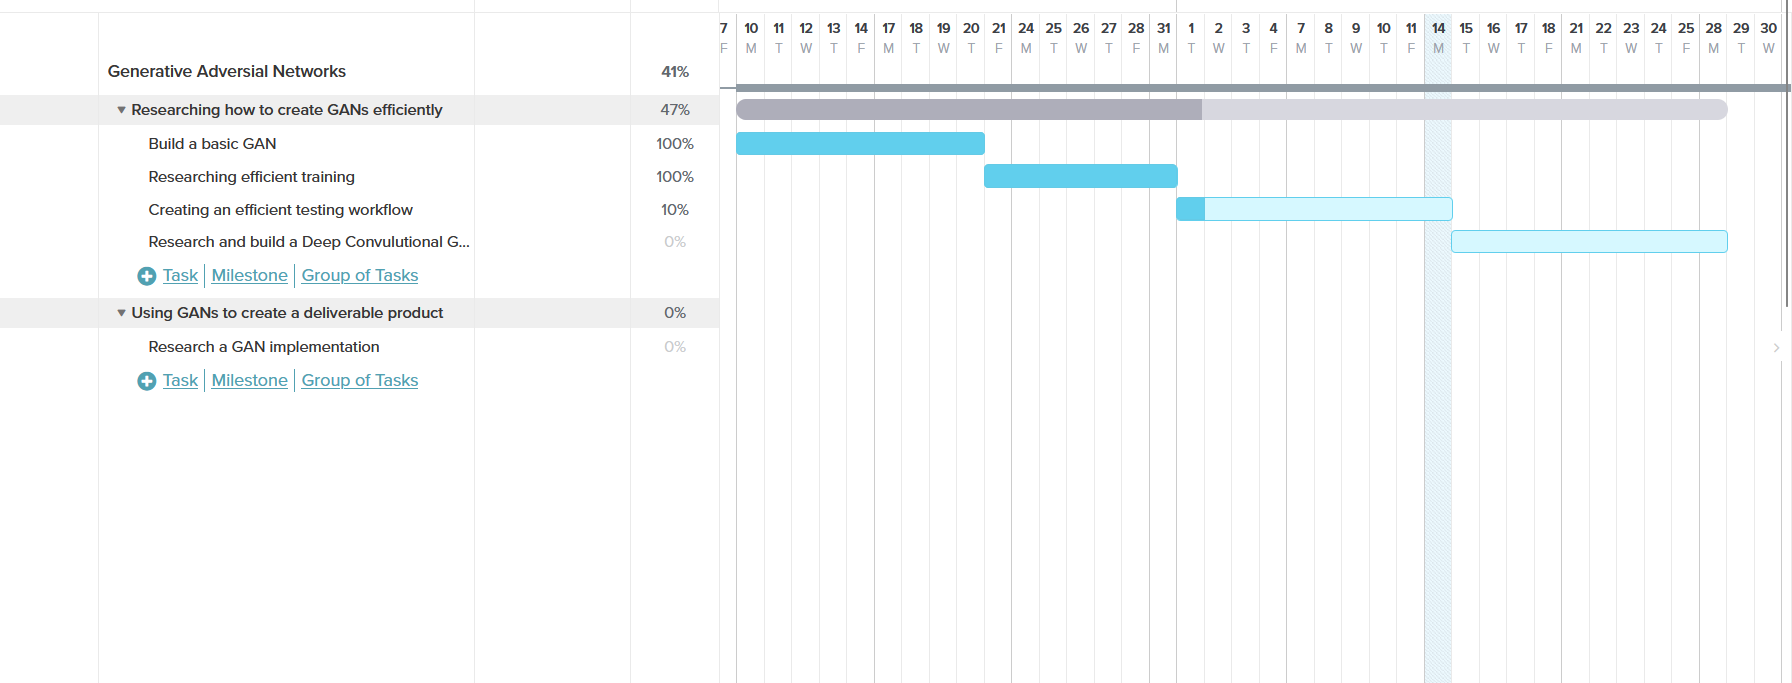 7 10 11 12 13 14 17 18 19 20 21 24 25 26 27 28 31 1 2 3 4 7 8 9 10 11 14 15 16 17 18 21 22 23 24 25 28 29 30
F M T W T F M T W T F M T W T F M T W T F M T W T F M T W T F M T W T F M T W
Generative Adversial Networks 41%
Researching how to create GANs efficiently 47%
Build a basic GAN 100%
Researching efficient training 100%
Creating an efficient testing workflow 10%
Research and build a Deep Convulutional G... 0%
Task Milestone Group of Tasks
Using GANs to create a deliverable product 0%
Research a GAN implementation 0%
Task Milestone Group of Tasks